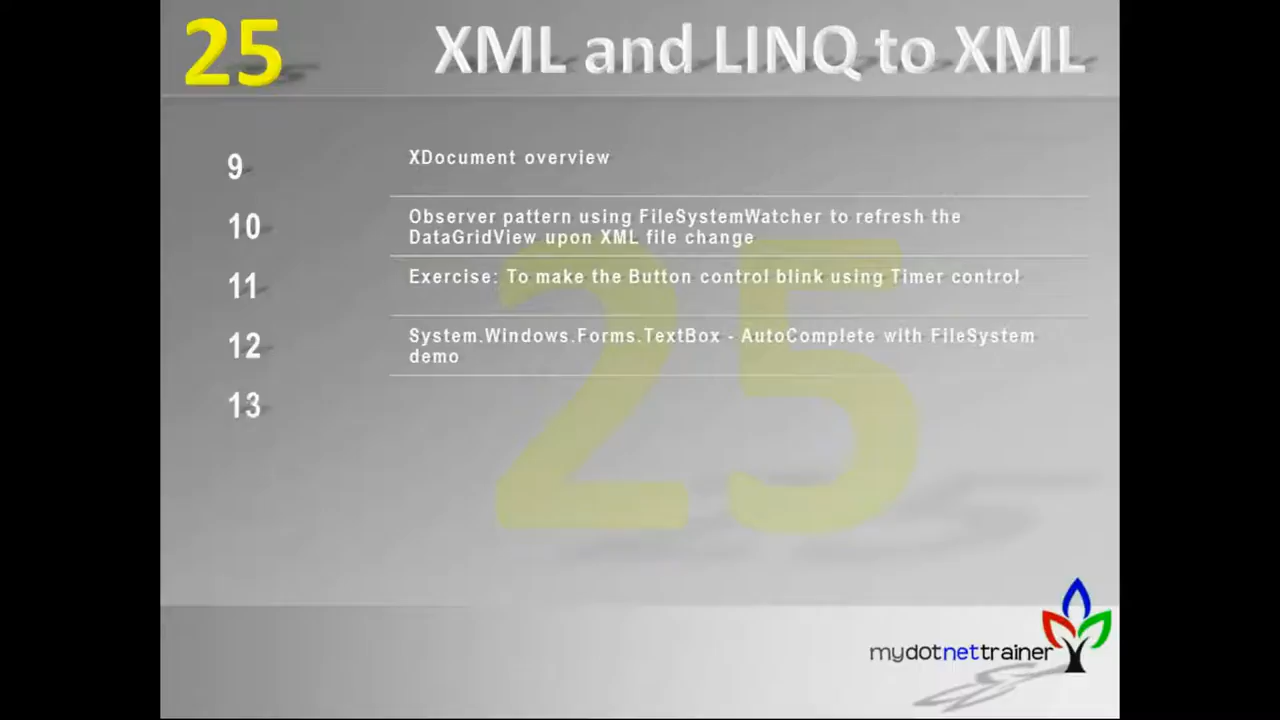 25 XML and LINQ to XML
9 XDocument overview
10 Observer pattern using FileSystemWatcher to refresh the
DataGridView upon XML file change
11 Exercise: To make the Button control blink using Timer control
12 System.Windows.Forms.TextBox - AutoComplete with FileSystem
demo
13
25
mydotnettrainer